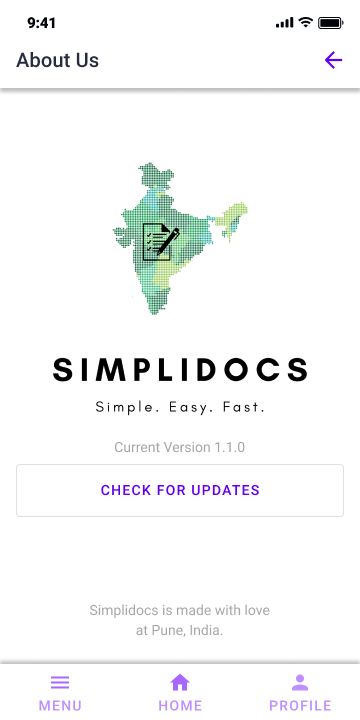 9:41
About Us
SIMPLIDOCS
Simple. Easy. Fast.
Current Version 1.1.0
CHECK FOR UPDATES
Simplidocs is made with love
at Pune, India.
MENU HOME PROFILE